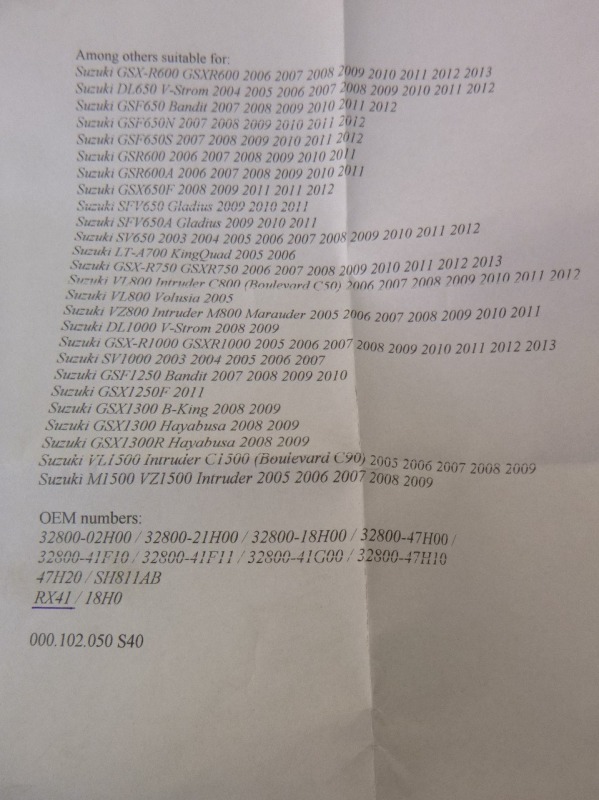 Among others suitable for:
Suzuki GSX-R600 GSXR600 2006 2007 2008 2009 2010 2011 2012 2013
Suzuki DL650 V-Strom 2004 2005 2006 2007 2008 2009 2010 2011 2012
Suzuki GSF650 Bandit 2007 2008 2009 2010 2011 2012
Suzuki GSF650N 2007 2008 2009 2010 2011 2012
Suzuki GSF650S 2007 2008 2009 2010 2011 2012
Suzuki GSR600 2006 2007 2008 2009 2010 2011
Suzuki GSR600A 2006 2007 2008 2009 2010 2011
Suzuki GSX650F 2008 2009 2011 2011 2012
Suzuki SFV650 Gladius 2009 2010 2011
Suzuki SFV650A Gladius 2009 2010 2011
Suzuki SV650 2003 2004 2005 2006 2007 2008 2009 2010 2011 2012
Suzuki LT-A700 KingQuad 2005 2006
Suzuki GSX-R750 GSXR750 2006 2007 2008 2009 2010 2011 2012 2013
Suzuki VL800 Intruder C800 (Boulevard C50) 2006 2007 2008 2009 2010 2011 2012
Suzuki VL800 Volusia 2005
Suzuki VZ800 Intruder M800 Marauder 2005 2006 2007 2008 2009 2010 2011
Suzuki DL1000 V-Strom 2008 2009
Suzuki GSX-R1000 GSXR1000 2005 2006 2007 2008 2009 2010 2011 2012 2013
Suzuki SV1000 2003 2004 2005 2006 2007
Suzuki GSF1250 Bandit 2007 2008 2009 2010
Suzuki GSX1250F 2011
Suzuki GSX1300 B-King 2008 2009
Suzuki GSX1300 Hayabusa 2008 2009
Suzuki GSX1300R Hayabusa 2008 2009
Suzuki VL1500 Intruder C1500 (Boulevard C90) 2005 2006 2007 2008 2009
Suzuki M1500 VZ1500 Intruder 2005 2006 2007 2008 2009
OEM numbers:
32800-02H00 / 32800-21H00 / 32800-18H00 / 32800-47H00 /
32800-41F10 / 32800-41F11 / 32800-41G00 / 32800-47H10
47H20 / SH811AB
RX41 / 18H0
000.102.050 S40